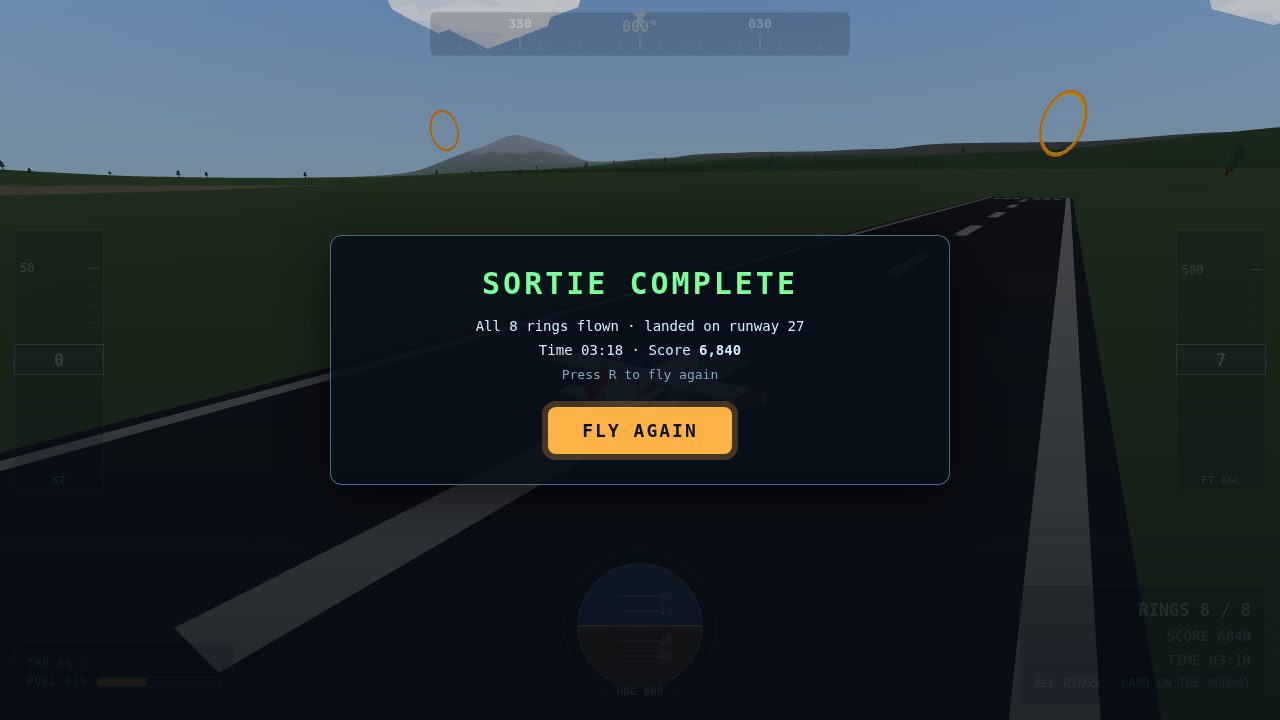 330 000° 030
50
500
SORTIE COMPLETE
All 8 rings flown · landed on runway 27
Time 03:18 · Score 6,840
Press R to fly again
FLY AGAIN
0
7
KT
FT AGL
20
10
0
10
20
HDG 000
THR 6%
FUEL 41%
RINGS 8 / 8
SCORE 6840
TIME 03:18
ALL RINGS — LAND ON THE RUNWAY